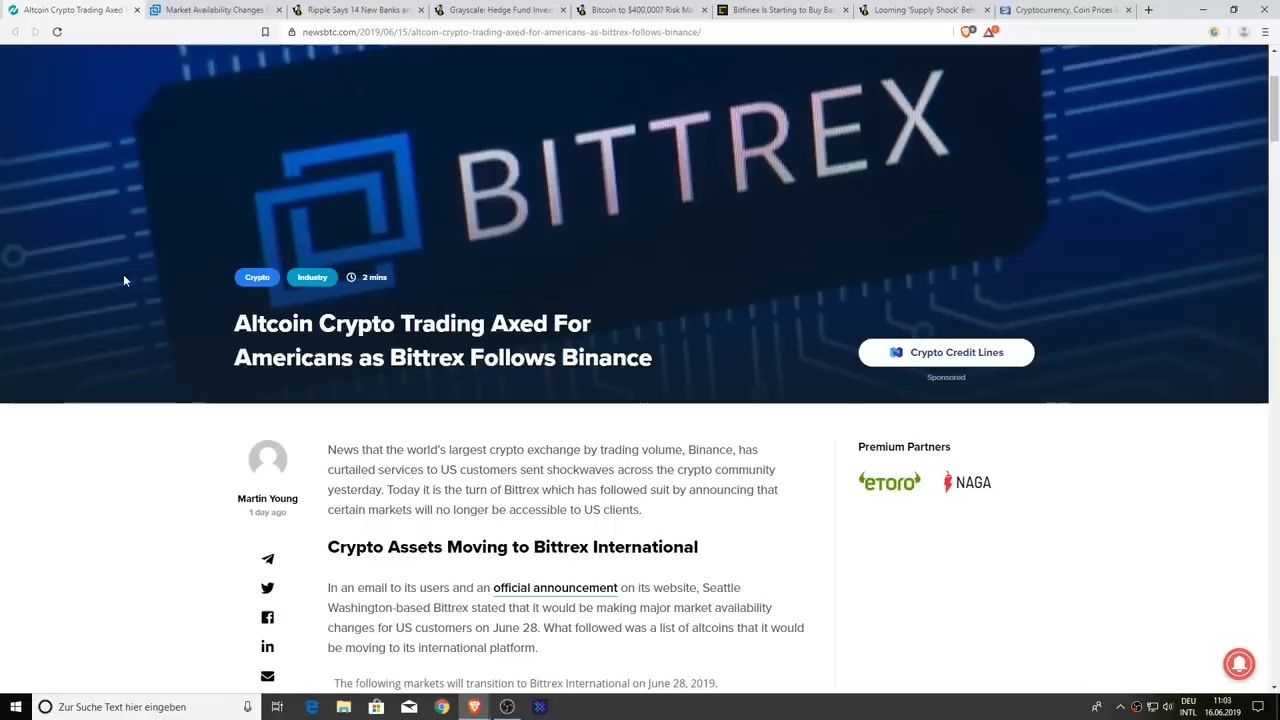 Altcoin Crypto Trading Axed F
Market Availability Changes
Ripple Says 14 New Banks an
Grayscale: Hedge Fund Inves
Bitcoin to $400,000? Risk Ma
Bitfinex Is Starting to Buy Bac
Looming 'Supply Shock' Beh
Cryptocurrency, Coin Prices &
newsbtc.com/2019/06/15/altcoin-crypto-trading-axed-for-americans-as-bittrex-follows-binance/
BITTREX
Crypto
Industry
2 mins
Altcoin Crypto Trading Axed For
Americans as Bittrex Follows Binance
Crypto Credit Lines
Sponsored
Martin Young
1 day ago
News that the world's largest crypto exchange by trading volume, Binance, has
curtailed services to US customers sent shockwaves across the crypto community
yesterday. Today it is the turn of Bittrex which has followed suit by announcing that
certain markets will no longer be accessible to US clients.
Crypto Assets Moving to Bittrex International
In an email to its users and an official announcement on its website, Seattle
Washington-based Bittrex stated that it would be making major market availability
changes for US customers on June 28. What followed was a list of altcoins that it would
be moving to its international platform.
The following markets will transition to Bittrex International on June 28, 2019.
Premium Partners
eToro
NAGA
Zur Suche Text hier eingeben
DEU
INTL
11:03
16.06.2019